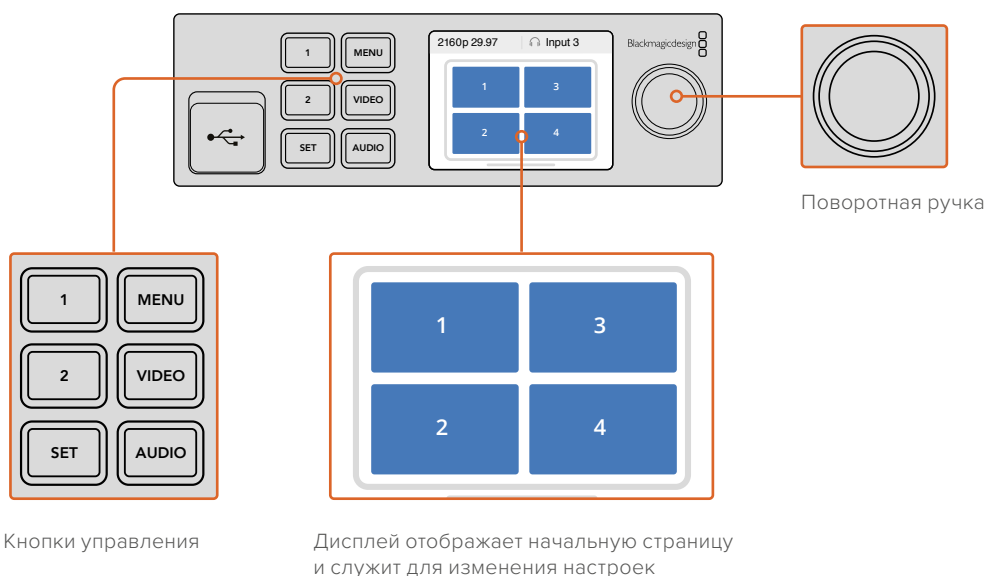 2160p 29.97 Input 3
Blackmagicdesign
1 MENU
2 VIDEO
SET AUDIO
1 3
2 4
Поворотная ручка
1 MENU
2 VIDEO
SET AUDIO
1 3
2 4
Кнопки управления
Дисплей отображает начальную страницу
и служит для изменения настроек